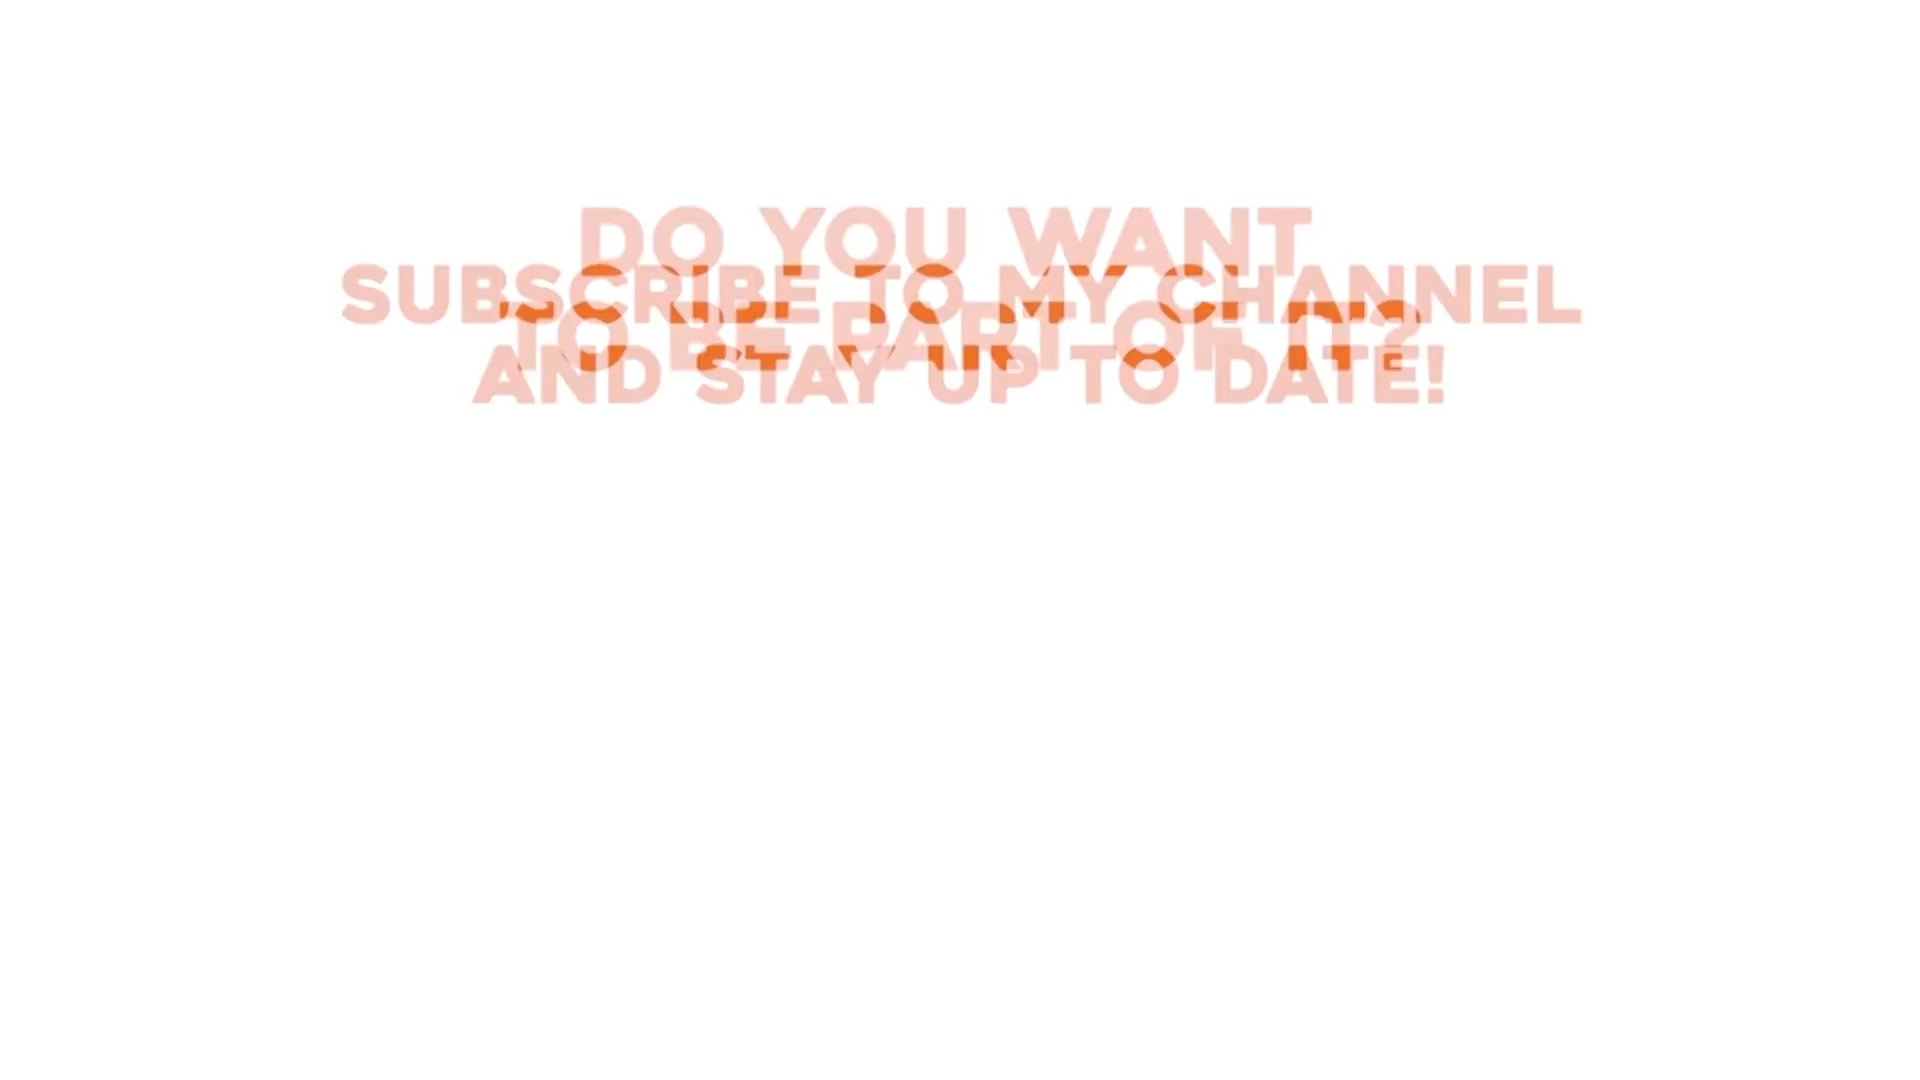 DO YOU WANT
SUBSCRIBE TO MY CHANNEL
TO BE PART OF IT?
AND STAY UP TO DATE!